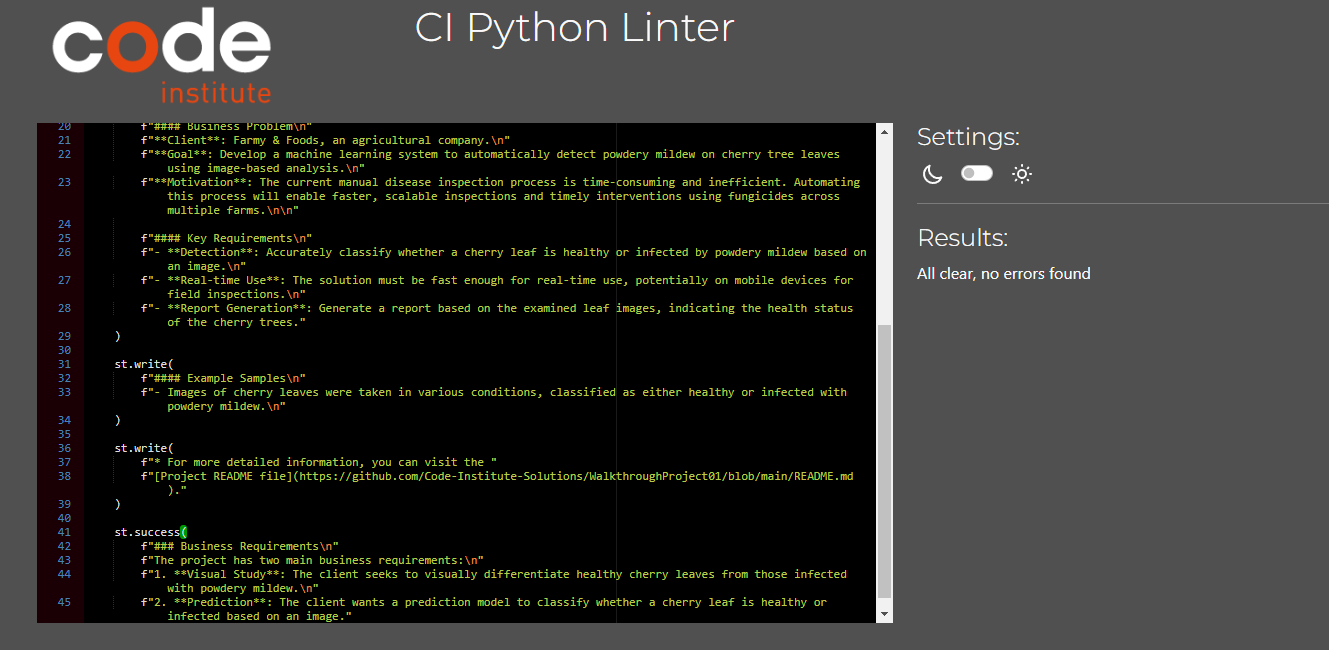 code
institute
CI Python Linter
20 f"#### Business Problem\n"
21 f"**Client**: Farmy & Foods, an agricultural company.\n"
22 f"**Goal**: Develop a machine learning system to automatically detect powdery mildew on cherry tree leaves
using image-based analysis.\n"
23 f"**Motivation**: The current manual disease inspection process is time-consuming and inefficient. Automating
this process will enable faster, scalable inspections and timely interventions using fungicides across
multiple farms.\n\n"
24
25 f"#### Key Requirements\n"
26 f"- **Detection**: Accurately classify whether a cherry leaf is healthy or infected by powdery mildew based on
an image.\n"
27 f"- **Real-time Use**: The solution must be fast enough for real-time use, potentially on mobile devices for
field inspections.\n"
28 f"- **Report Generation**: Generate a report based on the examined leaf images, indicating the health status
of the cherry trees."
29 )
30
31 st.write(
32 f"#### Example Samples\n"
33 f"- Images of cherry leaves were taken in various conditions, classified as either healthy or infected with
powdery mildew.\n"
34 )
35
36 st.write(
37 f"* For more detailed information, you can visit the "
38 f"[Project README file](https://github.com/Code-Institute-Solutions/WalkthroughProject01/blob/main/README.md
)."
39 )
40
41 st.success(
42 f"### Business Requirements\n"
43 f"The project has two main business requirements:\n"
44 f"1. **Visual Study**: The client seeks to visually differentiate healthy cherry leaves from those infected
with powdery mildew.\n"
45 f"2. **Prediction**: The client wants a prediction model to classify whether a cherry leaf is healthy or
infected based on an image."
Settings:
Results:
All clear, no errors found